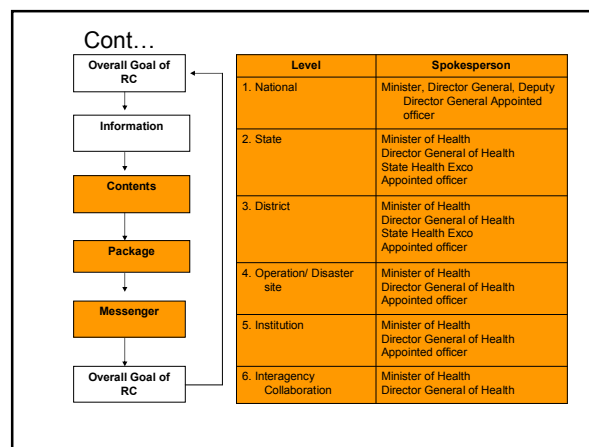 Cont...
Overall Goal of
RC
Information
Contents
Package
Messenger
Overall Goal of
RC
Level
Spokesperson
1. National
Minister, Director General, Deputy
Director General Appointed
officer
2. State
Minister of Health
Director General of Health
State Health Exco
Appointed officer
3. District
Minister of Health
Director General of Health
State Health Exco
Appointed officer
4. Operation/ Disaster
site
Minister of Health
Director General of Health
Appointed officer
5. Institution
Minister of Health
Director General of Health
Appointed officer
6. Interagency
Collaboration
Minister of Health
Director General of Health